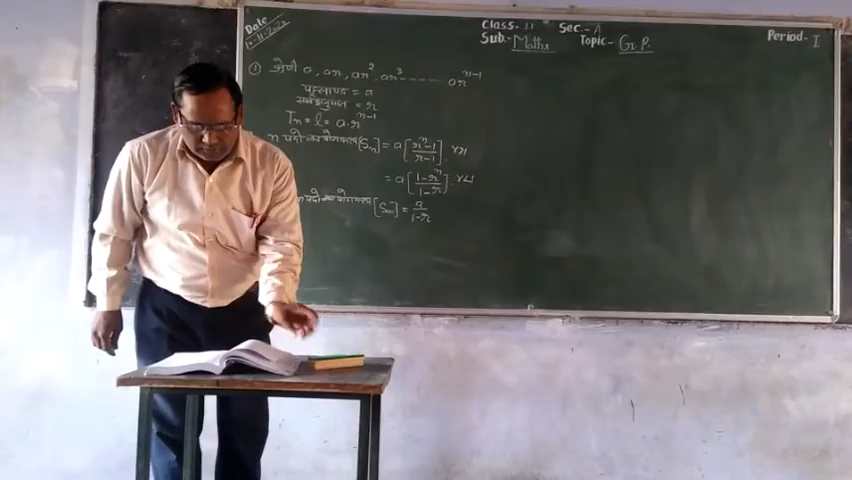 Date
Class- 11 Sec.- A
Sub.- Maths Topic- G.P. Period- I
① श्रेणी a, ar, ar², ar³ ....... arⁿ⁻¹
पहलापद = a
सार्वअनुपात = r
Tₙ = l = a.rⁿ⁻¹
n पदों का योगफल [Sₙ] = a [rⁿ-1 / r-1], r>1
= a [1-rⁿ / 1-r], r<1
पदों का योगफल [S∞] = a / 1-r